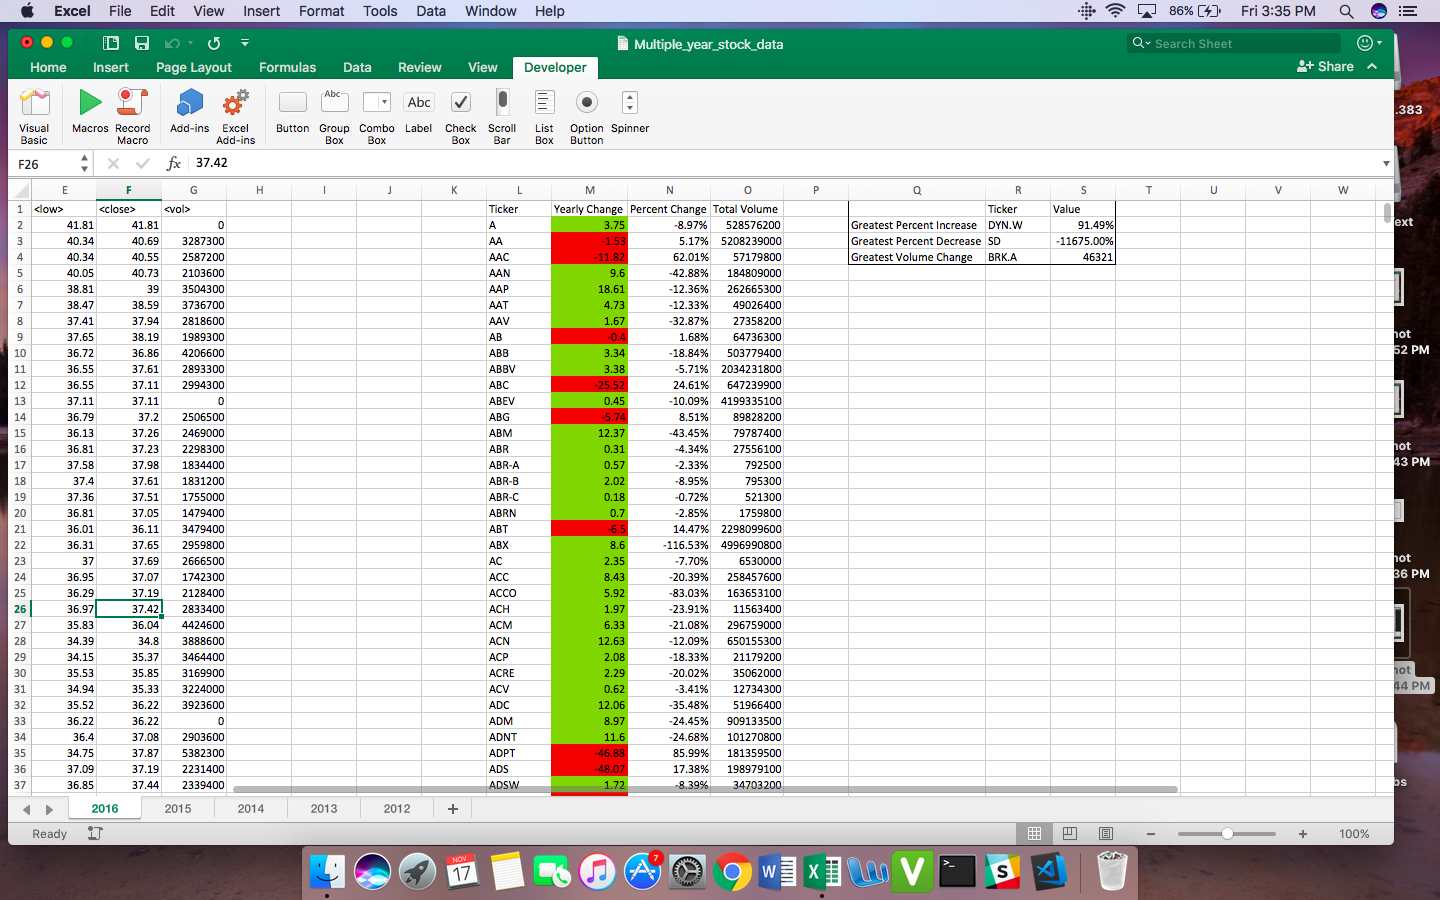 Excel File Edit View Insert Format Tools Data Window Help 86% Fri 3:35 PM
Multiple_year_stock_data
Search Sheet
Home Insert Page Layout Formulas Data Review View Developer Share
Visual Basic Macros Record Macro Add-ins Excel Add-ins Button Abc Group Box Combo Box Abc Label Check Box Scroll Bar List Box Option Button Spinner
F26 fx 37.42
E F G H I J K L M N O P Q R S T U V W
1 <low> <close> <vol> Ticker Yearly Change Percent Change Total Volume Ticker Value
2 41.81 41.81 0 A 3.75 -8.97% 528576200 Greatest Percent Increase DYN.W 91.49%
3 40.34 40.69 3287300 AA -1.53 5.17% 5208239000 Greatest Percent Decrease SD -11675.00%
4 40.34 40.55 2587200 AAC -11.82 62.01% 57179800 Greatest Volume Change BRK.A 46321
5 40.05 40.73 2103600 AAN 9.6 -42.88% 184809000
6 38.81 39 3504300 AAP 18.61 -12.36% 262665300
7 38.47 38.59 3736700 AAT 4.73 -12.33% 49026400
8 37.41 37.94 2818600 AAV 1.67 -32.87% 27358200
9 37.65 38.19 1989300 AB -0.4 1.68% 64736300
10 36.72 36.86 4206600 ABB 3.34 -18.84% 503779400
11 36.55 37.61 2893300 ABBV 3.38 -5.71% 2034231800
12 36.55 37.11 2994300 ABC -25.52 24.61% 647239900
13 37.11 37.11 0 ABEV 0.45 -10.09% 4199335100
14 36.79 37.2 2506500 ABG -5.74 8.51% 89828200
15 36.13 37.26 2469000 ABM 12.37 -43.45% 79787400
16 36.81 37.23 2298300 ABR 0.31 -4.34% 27556100
17 37.58 37.98 1834400 ABR-A 0.57 -2.33% 792500
18 37.4 37.61 1831200 ABR-B 2.02 -8.95% 795300
19 37.36 37.51 1755000 ABR-C 0.18 -0.72% 521300
20 36.81 37.05 1479400 ABRN 0.7 -2.85% 1759800
21 36.01 36.11 3479400 ABT -6.5 14.47% 2298099600
22 36.31 37.65 2959800 ABX 8.6 -116.53% 4996990800
23 37 37.69 2666500 AC 2.35 -7.70% 6530000
24 36.95 37.07 1742300 ACC 8.43 -20.39% 258457600
25 36.29 37.19 2128400 ACCO 5.92 -83.03% 163653100
26 36.97 37.42 2833400 ACH 1.97 -23.91% 11563400
27 35.83 36.04 4424600 ACM 6.33 -21.08% 296759000
28 34.39 34.8 3888600 ACN 12.63 -12.09% 650155300
29 34.15 35.37 3464400 ACP 2.08 -18.33% 21179200
30 35.53 35.85 3169900 ACRE 2.29 -20.02% 35062000
31 34.94 35.33 3224000 ACV 0.62 -3.41% 12734300
32 35.52 36.22 3923600 ADC 12.06 -35.48% 51966400
33 36.22 36.22 0 ADM 8.97 -24.45% 909133500
34 36.4 37.08 2903600 ADNT 11.6 -24.68% 101270800
35 34.75 37.87 5382300 ADPT -46.88 85.99% 181359500
36 37.09 37.19 2231400 ADS -48.07 17.38% 198979100
37 36.85 37.44 2339400 ADSW 1.72 -8.39% 34703200
2016 2015 2014 2013 2012 +
Ready 100%
.383
ext
not
52 PM
not
43 PM
not
36 PM
not
44 PM
bs
NOV
17
7
W
X
V
>_
S